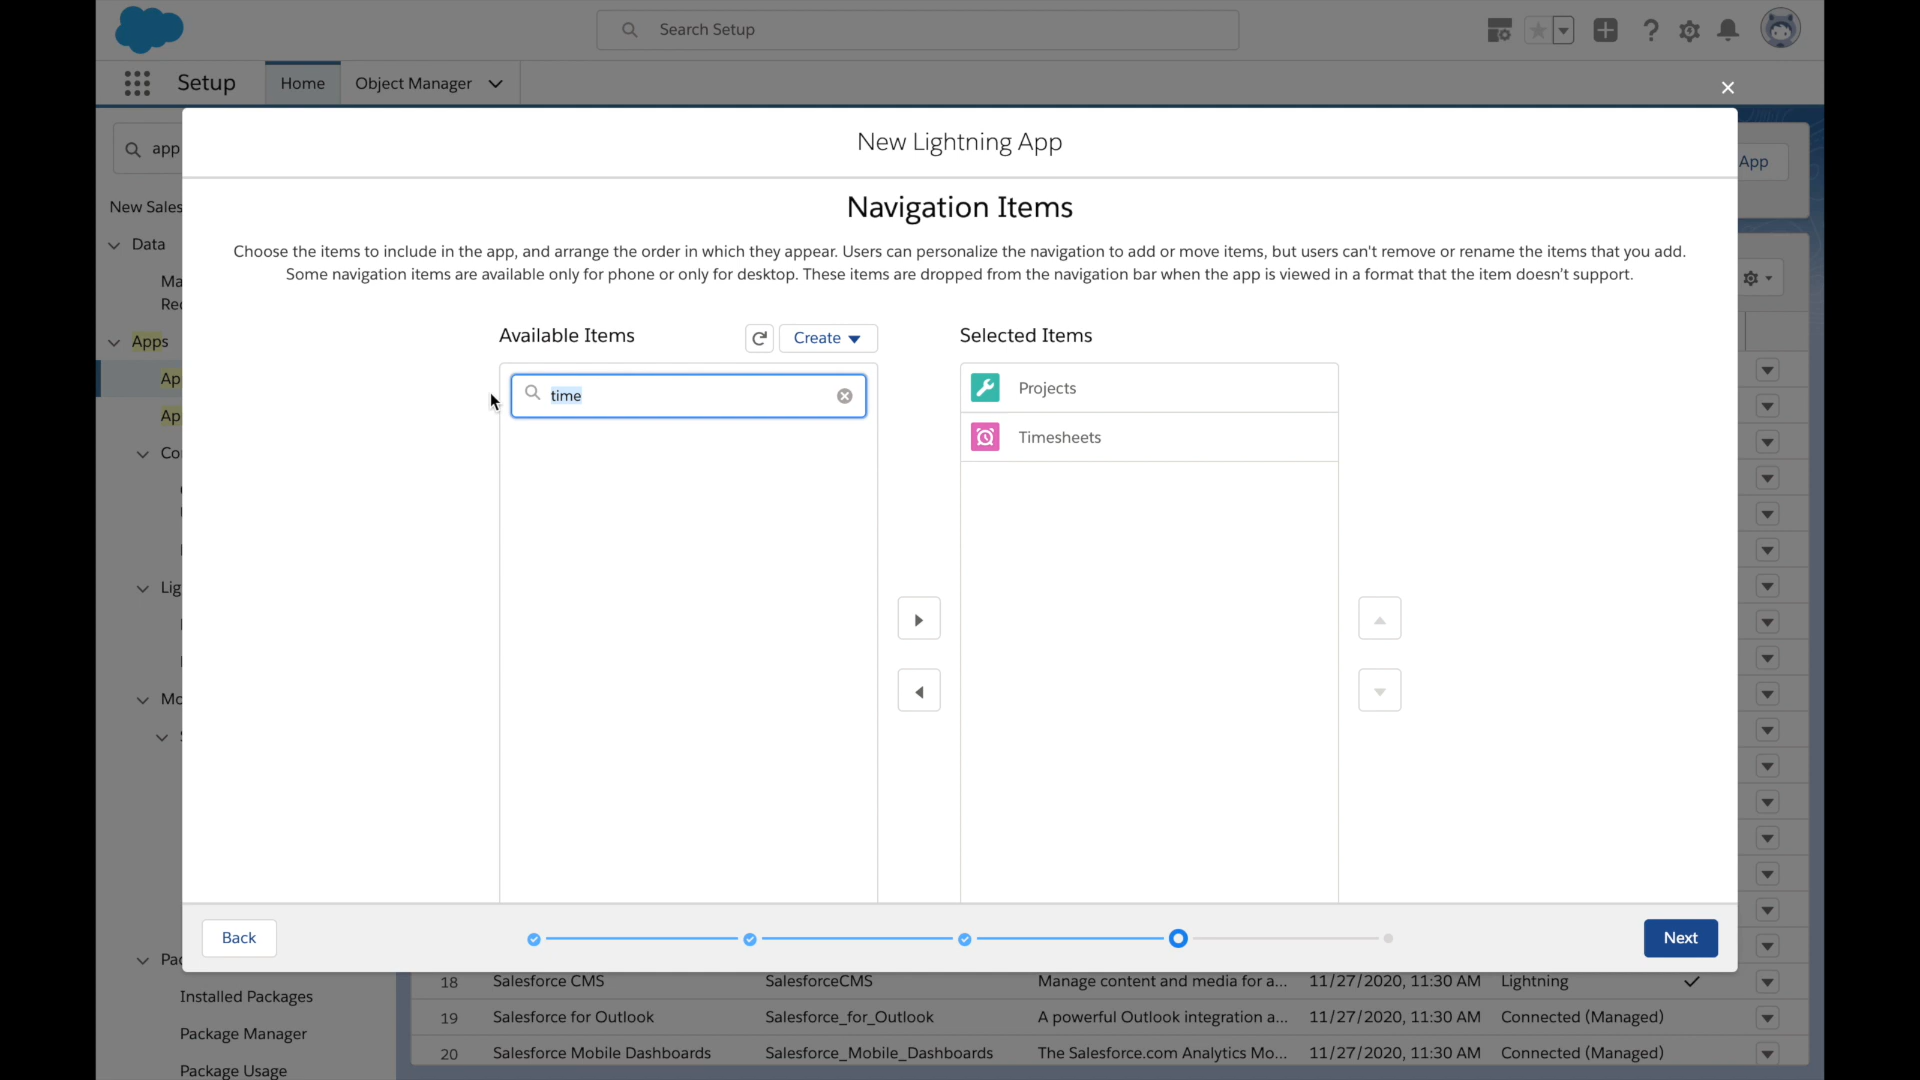 Search Setup
Setup
Home
Object Manager
app
App
New Lightning App
Navigation Items
Choose the items to include in the app, and arrange the order in which they appear. Users can personalize the navigation to add or move items, but users can't remove or rename the items that you add.
Some navigation items are available only for phone or only for desktop. These items are dropped from the navigation bar when the app is viewed in a format that the item doesn't support.
New Sales
Data
Ma
Rec
Apps
Ap
Ap
Co
Lig
Mo
Pac
Installed Packages
Package Manager
Package Usage
Available Items
Create
time
Selected Items
Projects
Timesheets
Back
Next
18 Salesforce CMS SalesforceCMS Manage content and media for a... 11/27/2020, 11:30 AM Lightning
19 Salesforce for Outlook Salesforce_for_Outlook A powerful Outlook integration a... 11/27/2020, 11:30 AM Connected (Managed)
20 Salesforce Mobile Dashboards Salesforce_Mobile_Dashboards The Salesforce.com Analytics Mo... 11/27/2020, 11:30 AM Connected (Managed)